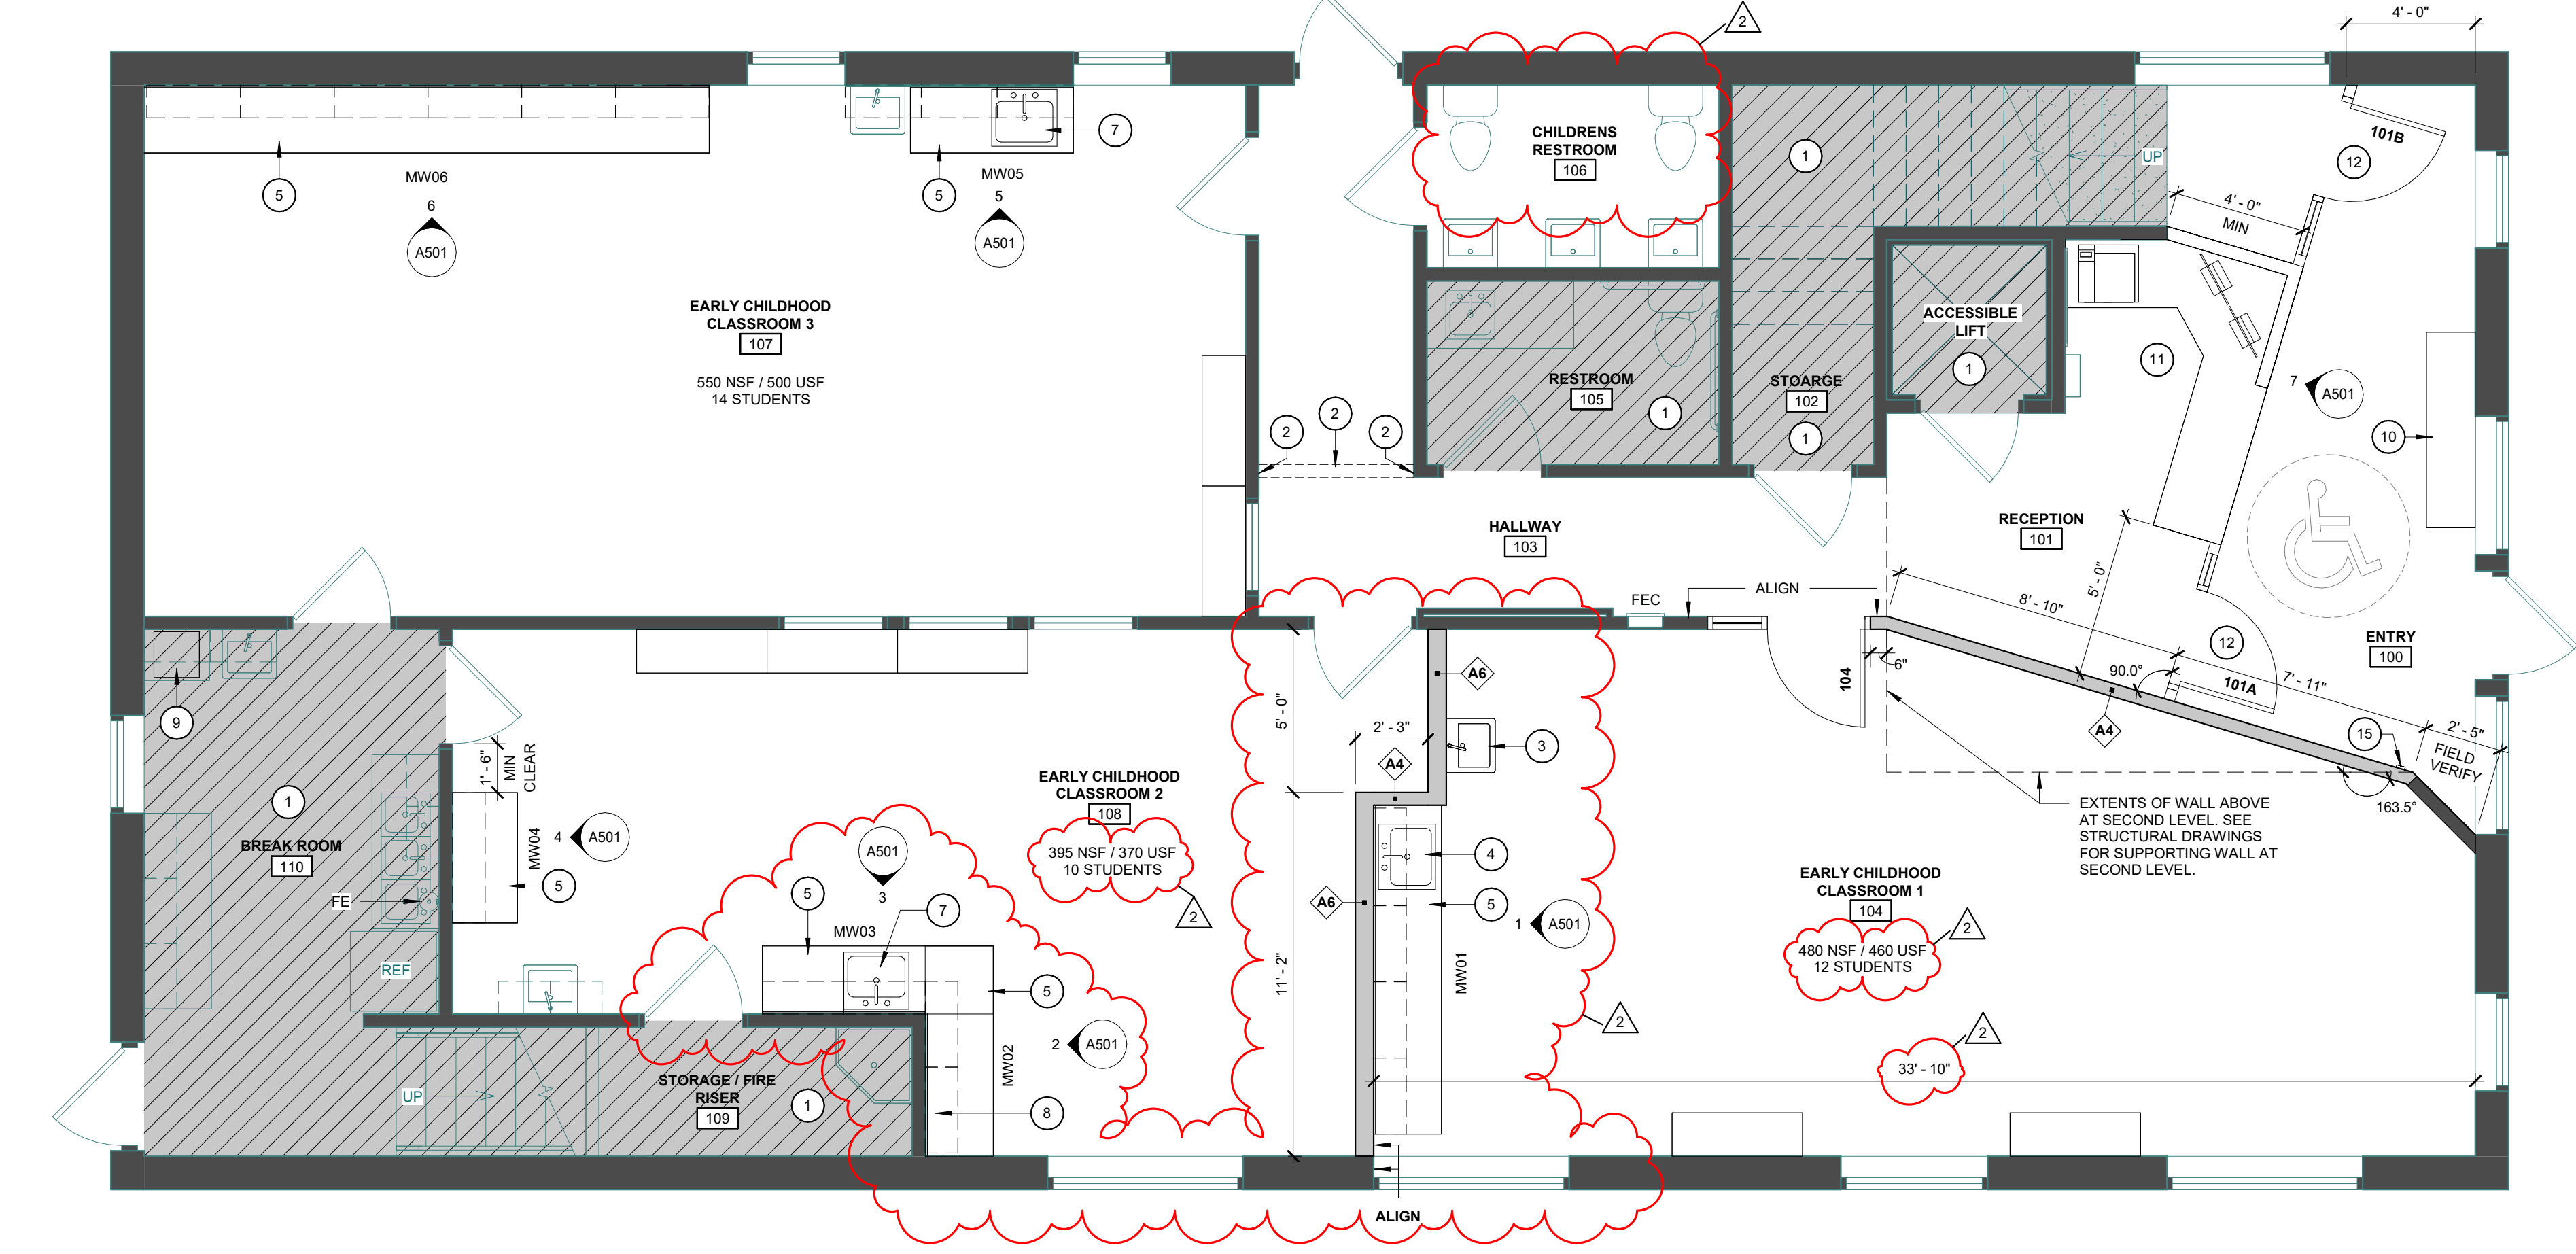 2
4' - 0"
CHILDRENS
RESTROOM
106
1
UP
101B
12
5
MW06
6
A501
5
MW05
5
A501
7
4' - 0"
MIN
EARLY CHILDHOOD
CLASSROOM 3
107
550 NSF / 500 USF
14 STUDENTS
ACCESSIBLE
LIFT
1
11
7
A501
RESTROOM
105
1
STOARGE
102
1
2
2
2
10
HALLWAY
103
RECEPTION
101
FEC
ALIGN
8' - 10"
5' - 0"
12
ENTRY
100
9
A6
104
6"
90.0°
101A
7' - 11"
5' - 0"
2' - 3"
3
A4
A4
15
2' - 5"
FIELD
VERIFY
163.5°
1' - 6"
MIN
CLEAR
1
BREAK ROOM
110
FE
REF
MW04
4
A501
5
EARLY CHILDHOOD
CLASSROOM 2
108
395 NSF / 370 USF
10 STUDENTS
2
A501
3
5
7
MW03
5
A6
4
5
1
A501
MW01
EXTENTS OF WALL ABOVE
AT SECOND LEVEL. SEE
STRUCTURAL DRAWINGS
FOR SUPPORTING WALL AT
SECOND LEVEL.
EARLY CHILDHOOD
CLASSROOM 1
104
480 NSF / 460 USF
12 STUDENTS
2
11' - 2"
2
2
A501
MW02
8
UP
STORAGE / FIRE
RISER
109
1
33' - 10"
2
ALIGN